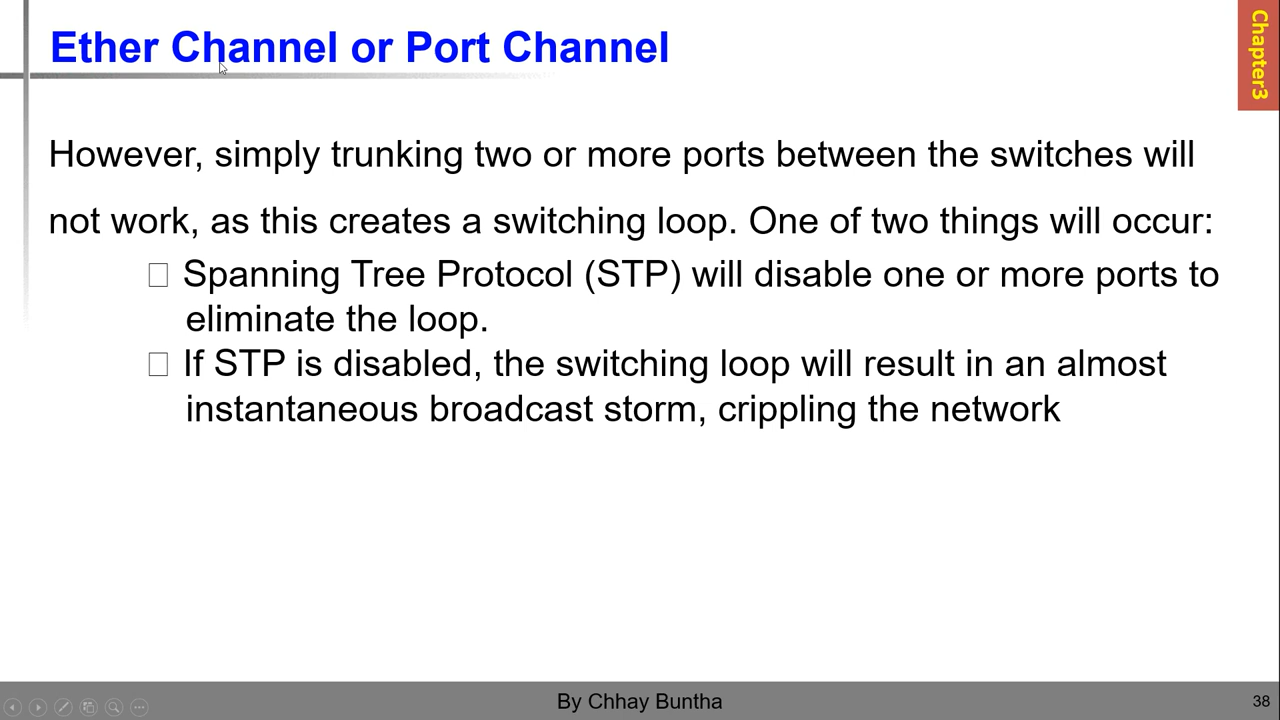 Ether Channel or Port Channel
Chapter3
However, simply trunking two or more ports between the switches will
not work, as this creates a switching loop. One of two things will occur:
□ Spanning Tree Protocol (STP) will disable one or more ports to
eliminate the loop.
□ If STP is disabled, the switching loop will result in an almost
instantaneous broadcast storm, crippling the network
By Chhay Buntha
38